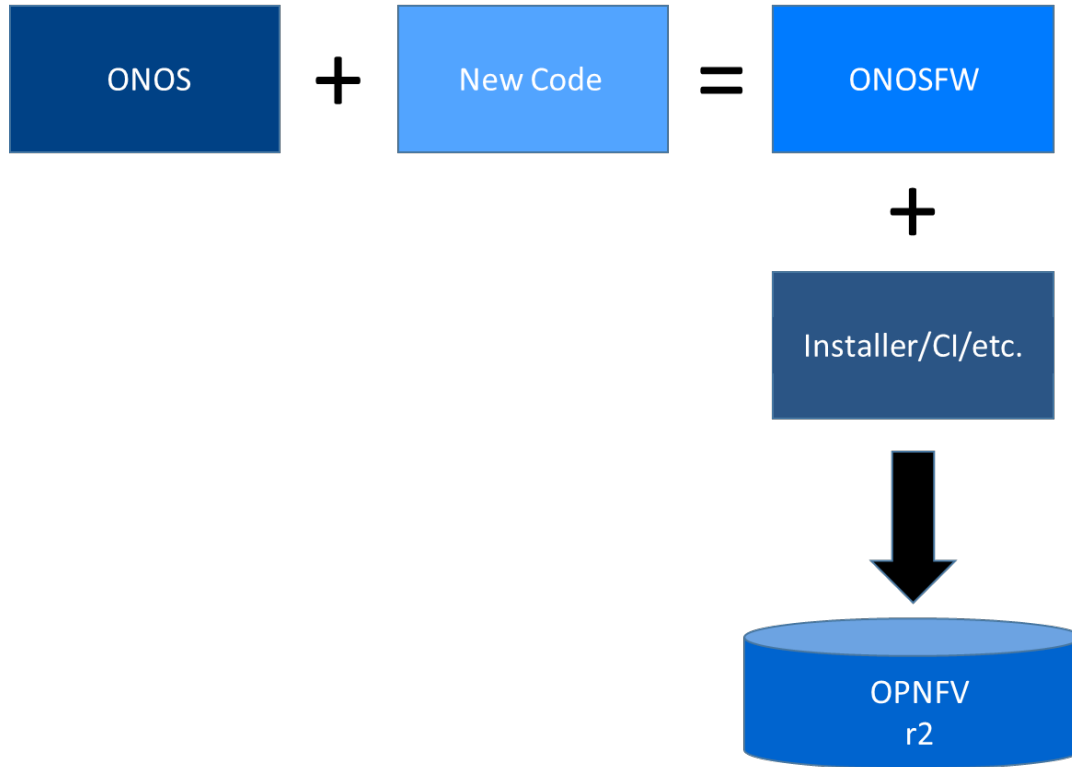 ONOS + New Code = ONOSFW
+
Installer/CI/etc.
OPNFV
r2